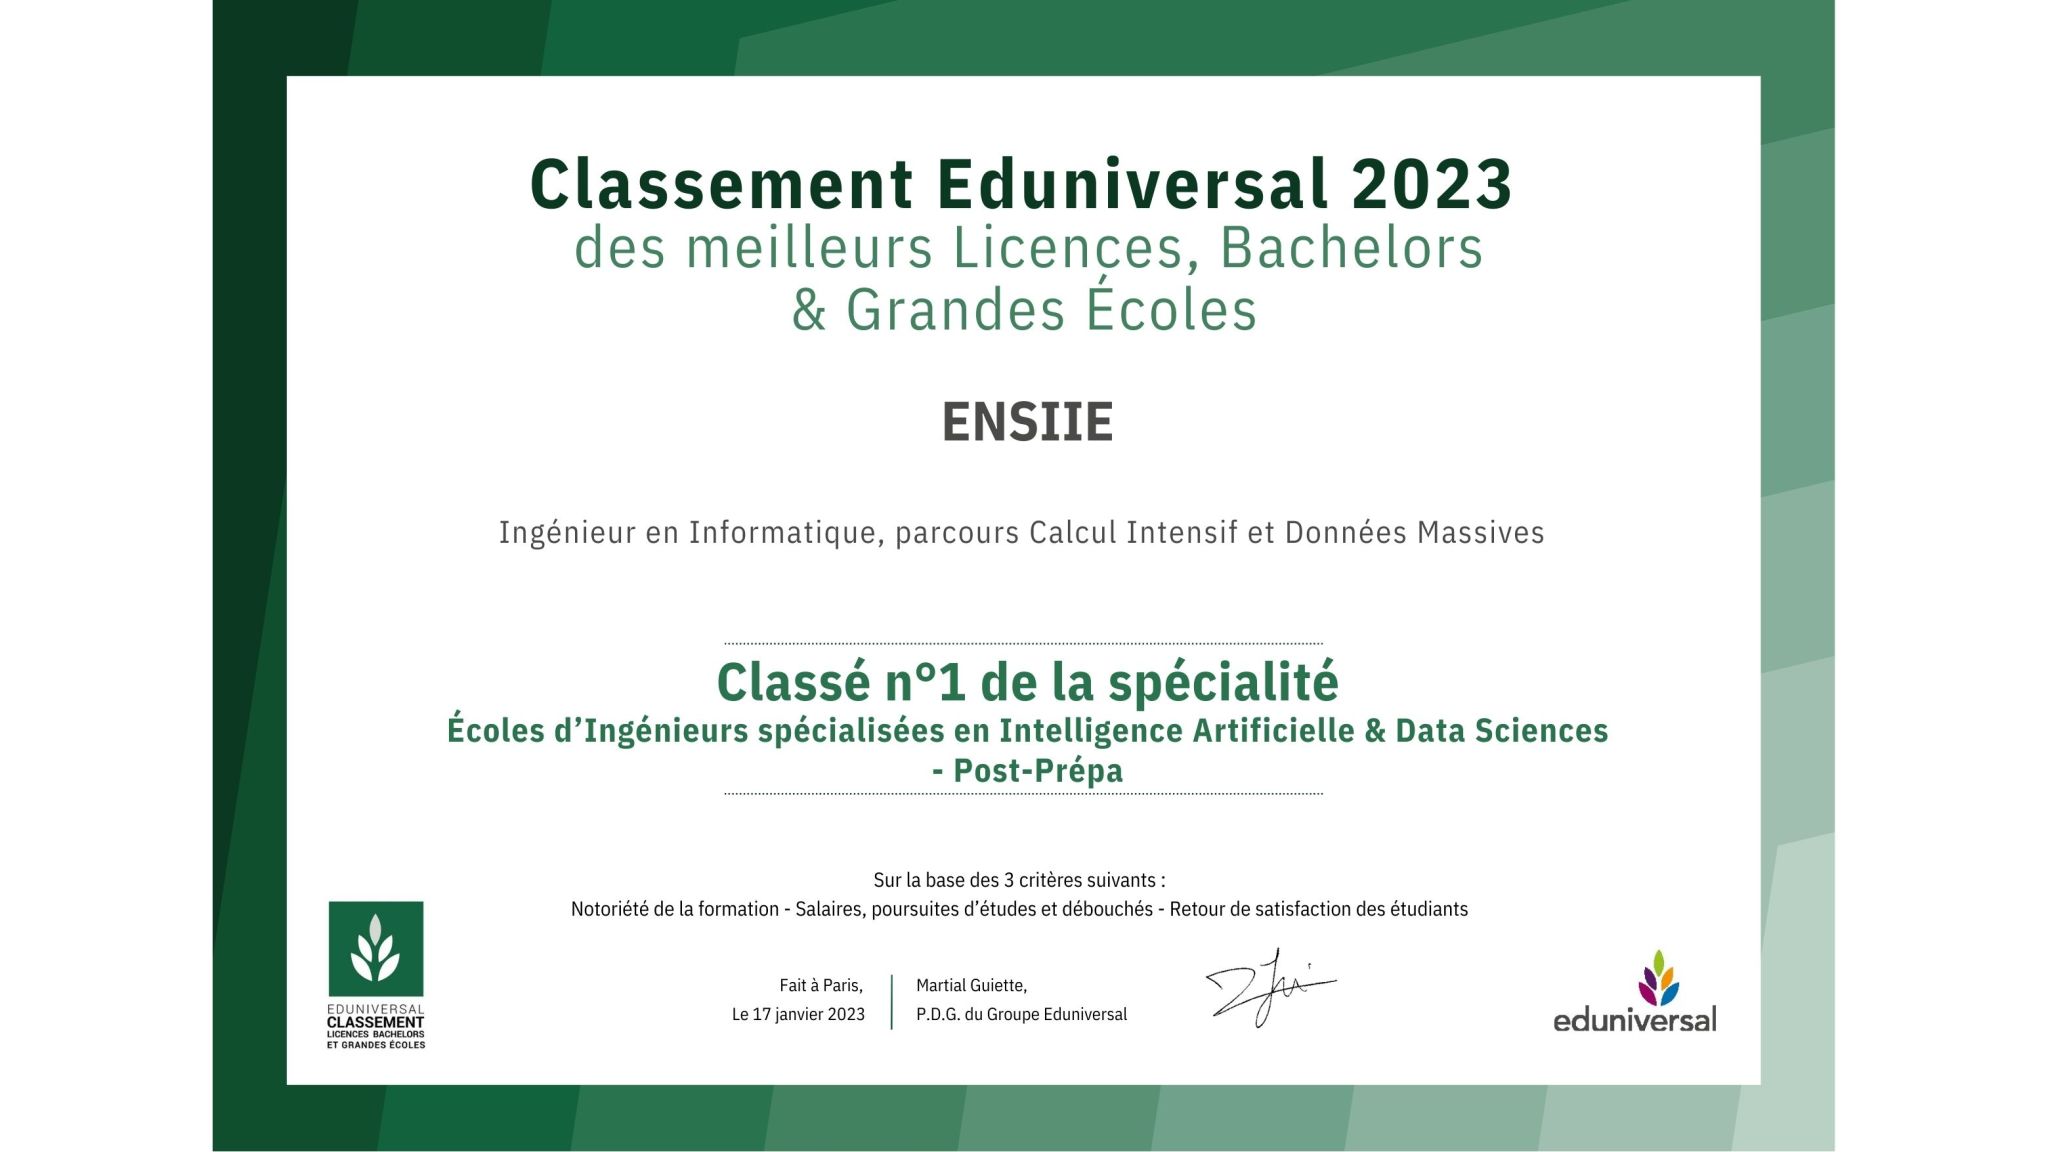 Classement Eduniversal 2023
des meilleurs Licences, Bachelors
& Grandes Écoles
ENSIIE
Ingénieur en Informatique, parcours Calcul Intensif et Données Massives
Classé n°1 de la spécialité
Écoles d’Ingénieurs spécialisées en Intelligence Artificielle & Data Sciences
- Post-Prépa
Sur la base des 3 critères suivants :
Notoriété de la formation - Salaires, poursuites d’études et débouchés - Retour de satisfaction des étudiants
Fait à Paris,
Le 17 janvier 2023
Martial Guiette,
P.D.G. du Groupe Eduniversal
EDUNIVERSAL
CLASSEMENT
LICENCES BACHELORS
ET GRANDES ÉCOLES
eduniversal